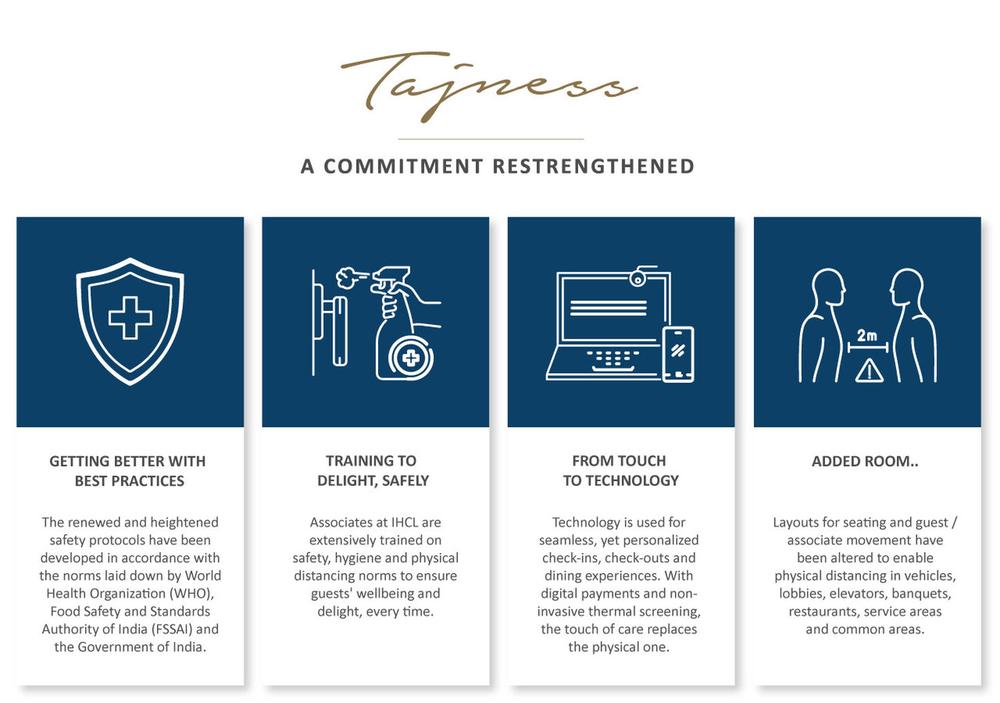 Tajness
A COMMITMENT RESTRENGTHENED
2m
GETTING BETTER WITH
BEST PRACTICES
The renewed and heightened
safety protocols have been
developed in accordance with
the norms laid down by World
Health Organization (WHO),
Food Safety and Standards
Authority of India (FSSAI) and
the Government of India.
TRAINING TO
DELIGHT, SAFELY
Associates at IHCL are
extensively trained on
safety, hygiene and physical
distancing norms to ensure
guests' wellbeing and
delight, every time.
FROM TOUCH
TO TECHNOLOGY
Technology is used for
seamless, yet personalized
check-ins, check-outs and
dining experiences. With
digital payments and non-
invasive thermal screening,
the touch of care replaces
the physical one.
ADDED ROOM..
Layouts for seating and guest /
associate movement have
been altered to enable
physical distancing in vehicles,
lobbies, elevators, banquets,
restaurants, service areas
and common areas.